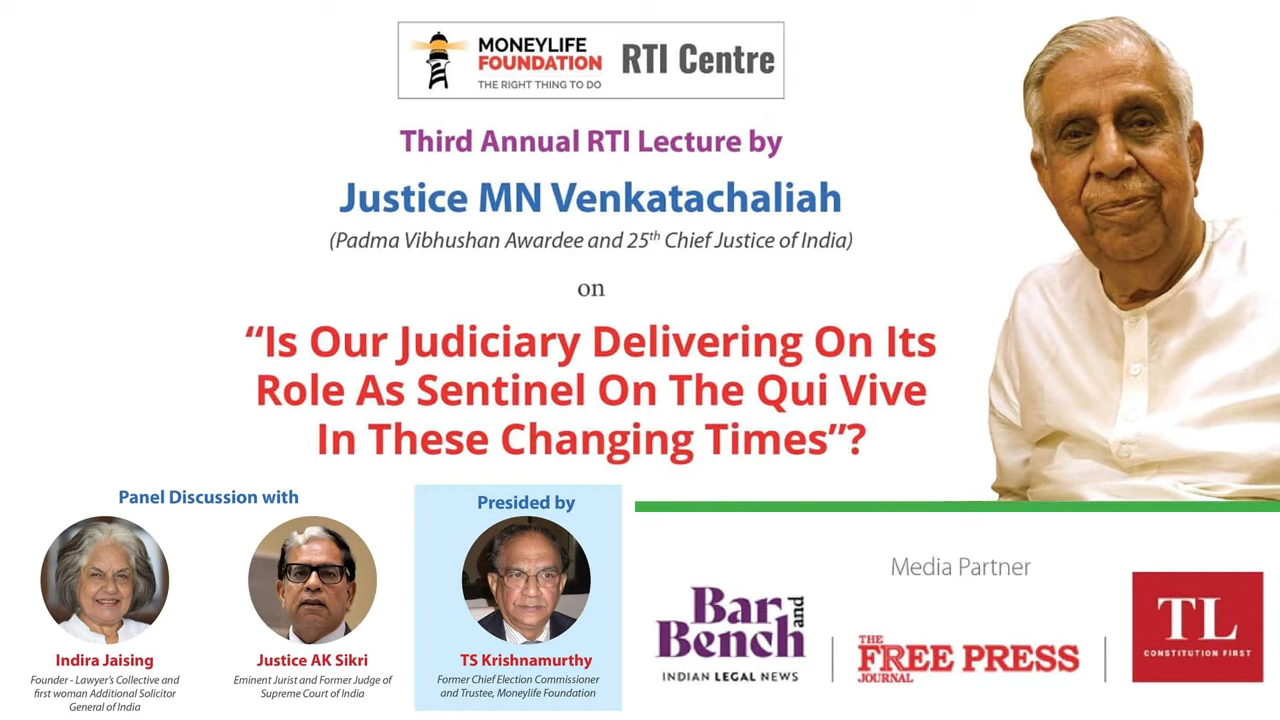 MONEYLIFE
FOUNDATION
THE RIGHT THING TO DO
RTI Centre
Third Annual RTI Lecture by
Justice MN Venkatachaliah
(Padma Vibhushan Awardee and 25th Chief Justice of India)
on
“Is Our Judiciary Delivering On Its
Role As Sentinel On The Qui Vive
In These Changing Times”?
Panel Discussion with
Indira Jaising
Founder - Lawyer's Collective and
first woman Additional Solicitor
General of India
Justice AK Sikri
Eminent Jurist and Former Judge of
Supreme Court of India
Presided by
TS Krishnamurthy
Former Chief Election Commissioner
and Trustee, Moneylife Foundation
Media Partner
Bar and
Bench
INDIAN LEGAL NEWS
THE
FREE PRESS
JOURNAL
TL
CONSTITUTION FIRST